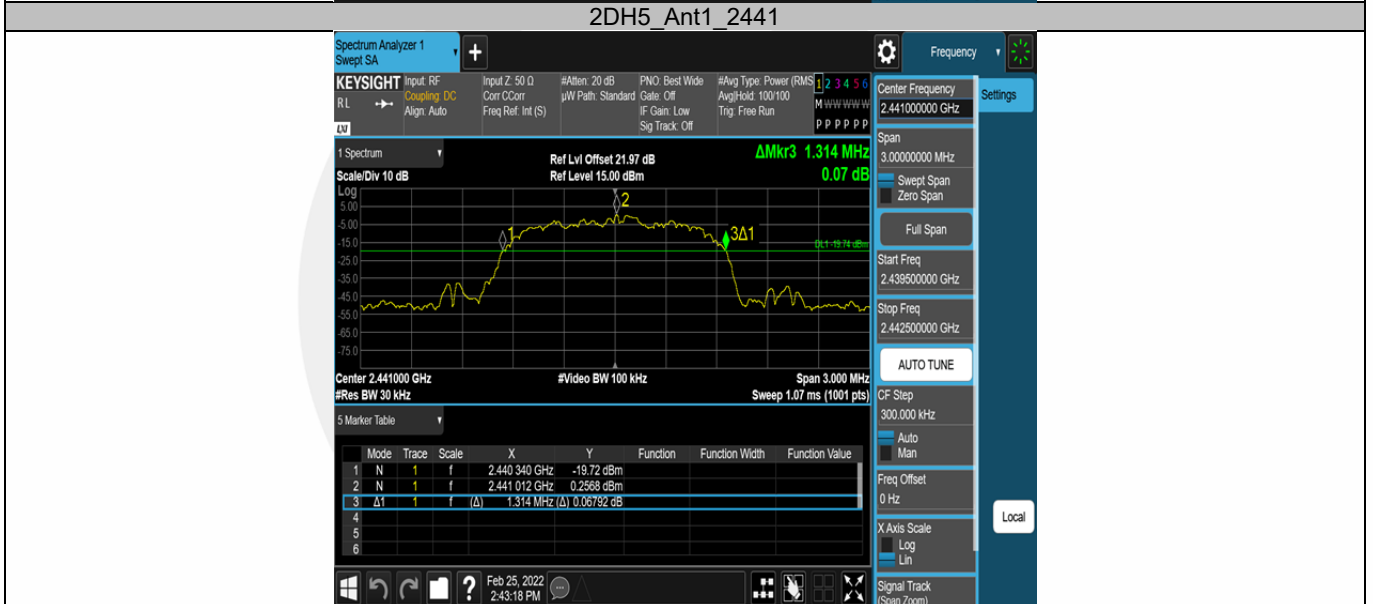 2DH5_Ant1_2441
Spectrum Analyzer 1
Swept SA
+
Frequency
KEYSIGHT
RL
LXI
Input: RF
Coupling: DC
Align: Auto
Input Z: 50 Ω
Corr CCorr
Freq Ref: Int (S)
#Atten: 20 dB
µW Path: Standard
PNO: Best Wide
Gate: Off
IF Gain: Low
Sig Track: Off
#Avg Type: Power (RMS
Avg|Hold: 100/100
Trig: Free Run
1 2 3 4 5 6
M W W W W W
P P P P P P
Center Frequency
2.441000000 GHz
Settings
1 Spectrum
Scale/Div 10 dB
Ref Lvl Offset 21.97 dB
Ref Level 15.00 dBm
ΔMkr3 1.314 MHz
0.07 dB
Span
3.00000000 MHz
Swept Span
Zero Span
Log
5.00
-5.00
-15.0
-25.0
-35.0
-45.0
-55.0
-65.0
-75.0
1
2
3Δ1
DL1 -19.74 dBm
Full Span
Start Freq
2.439500000 GHz
Stop Freq
2.442500000 GHz
AUTO TUNE
Center 2.441000 GHz
#Video BW 100 kHz
Span 3.000 MHz
#Res BW 30 kHz
Sweep 1.07 ms (1001 pts)
CF Step
300.000 kHz
Auto
Man
5 Marker Table
Mode Trace Scale X Y Function Function Width Function Value
1 N 1 f 2.440 340 GHz -19.72 dBm
2 N 1 f 2.441 012 GHz 0.2568 dBm
3 Δ1 1 f (Δ) 1.314 MHz (Δ) 0.06792 dB
4
5
6
Freq Offset
0 Hz
Local
X Axis Scale
Log
Lin
Signal Track
(Span Zoom)
?
Feb 25, 2022
2:43:18 PM